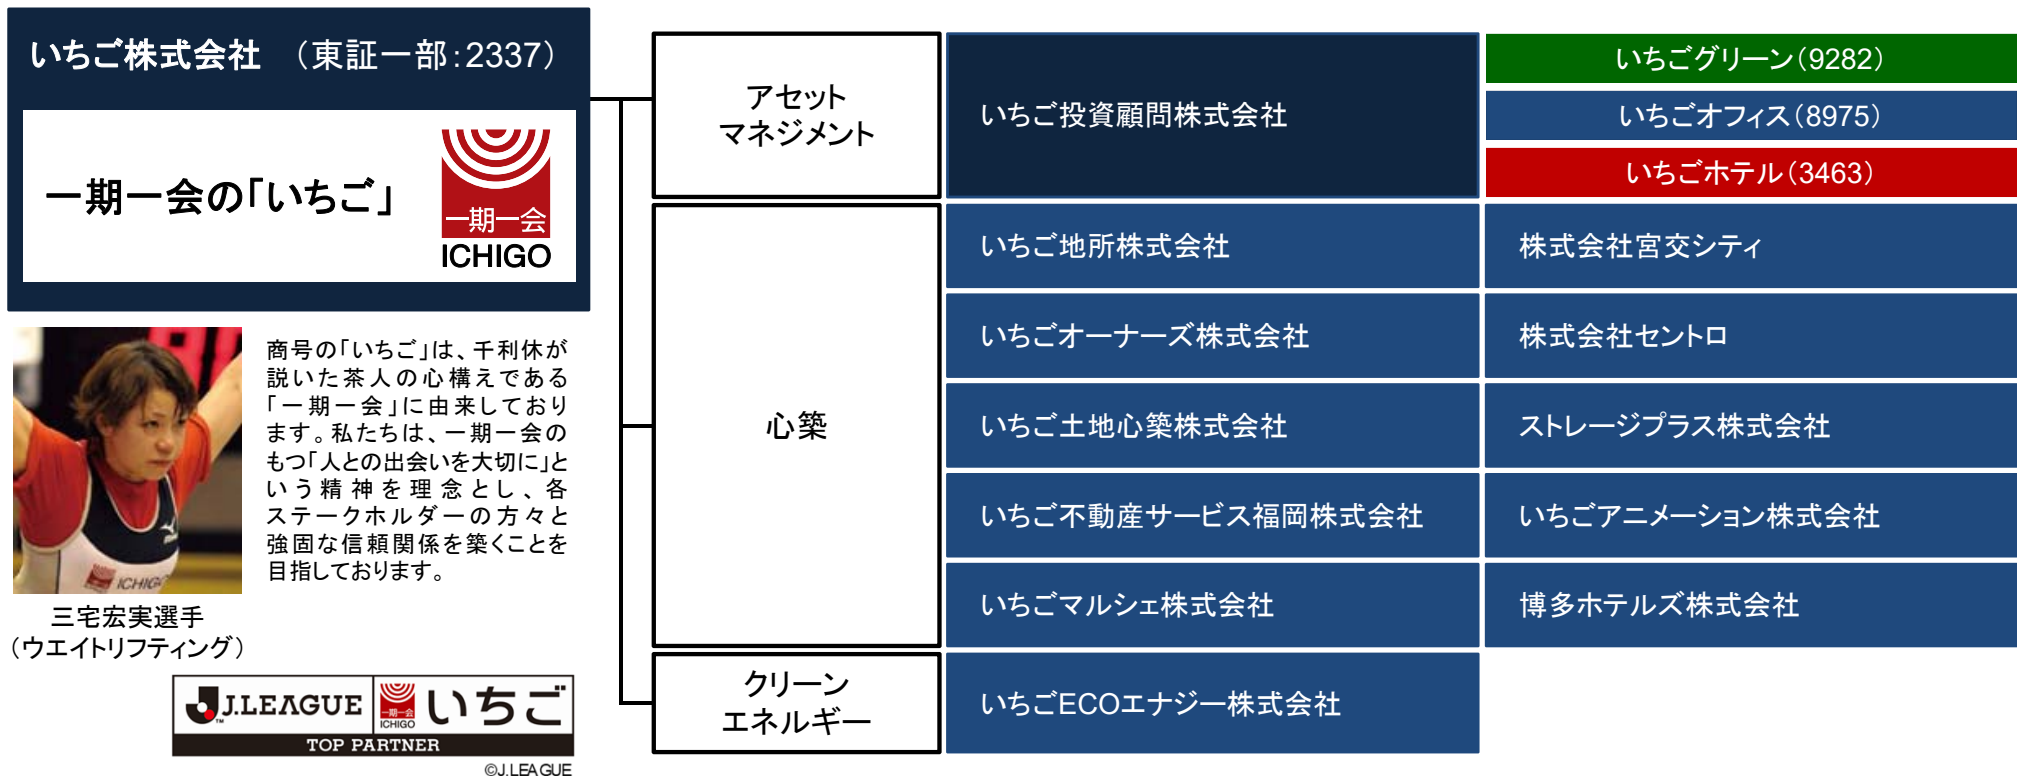 いちご株式会社 （東証一部：2337）
一期一会の「いちご」
一期一会
ICHIGO
商号の「いちご」は、千利休が
説いた茶人の心構えである
「一期一会」に由来しており
ます。私たちは、一期一会の
もつ「人との出会いを大切に」と
いう精神を理念とし、各
ステークホルダーの方々と
強固な信頼関係を築くことを
目指しております。
ICHIGO
三宅宏実選手
（ウエイトリフティング）
J.LEAGUE
TM
一期一会
ICHIGO
いちご
TOP PARTNER
©J.LEAGUE
アセット
マネジメント
いちご投資顧問株式会社
いちごグリーン（9282）
いちごオフィス（8975）
いちごホテル（3463）
心築
いちご地所株式会社
株式会社宮交シティ
いちごオーナーズ株式会社
株式会社セントロ
いちご土地心築株式会社
ストレージプラス株式会社
いちご不動産サービス福岡株式会社
いちごアニメーション株式会社
いちごマルシェ株式会社
博多ホテルズ株式会社
クリーン
エネルギー
いちごECOエナジー株式会社